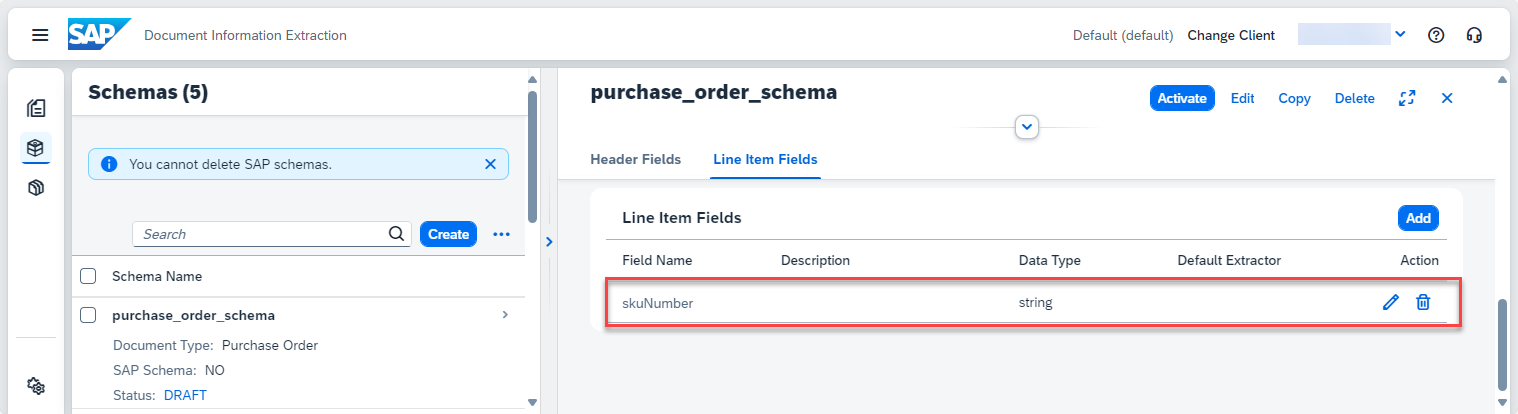 SAP
Document Information Extraction
Default (default) Change Client
Schemas (5)
You cannot delete SAP schemas.
Search
Create
Schema Name
purchase_order_schema
Document Type: Purchase Order
SAP Schema: NO
Status: DRAFT
purchase_order_schema
Activate Edit Copy Delete
Header Fields Line Item Fields
Line Item Fields
Add
Field Name Description Data Type Default Extractor Action
skuNumber string